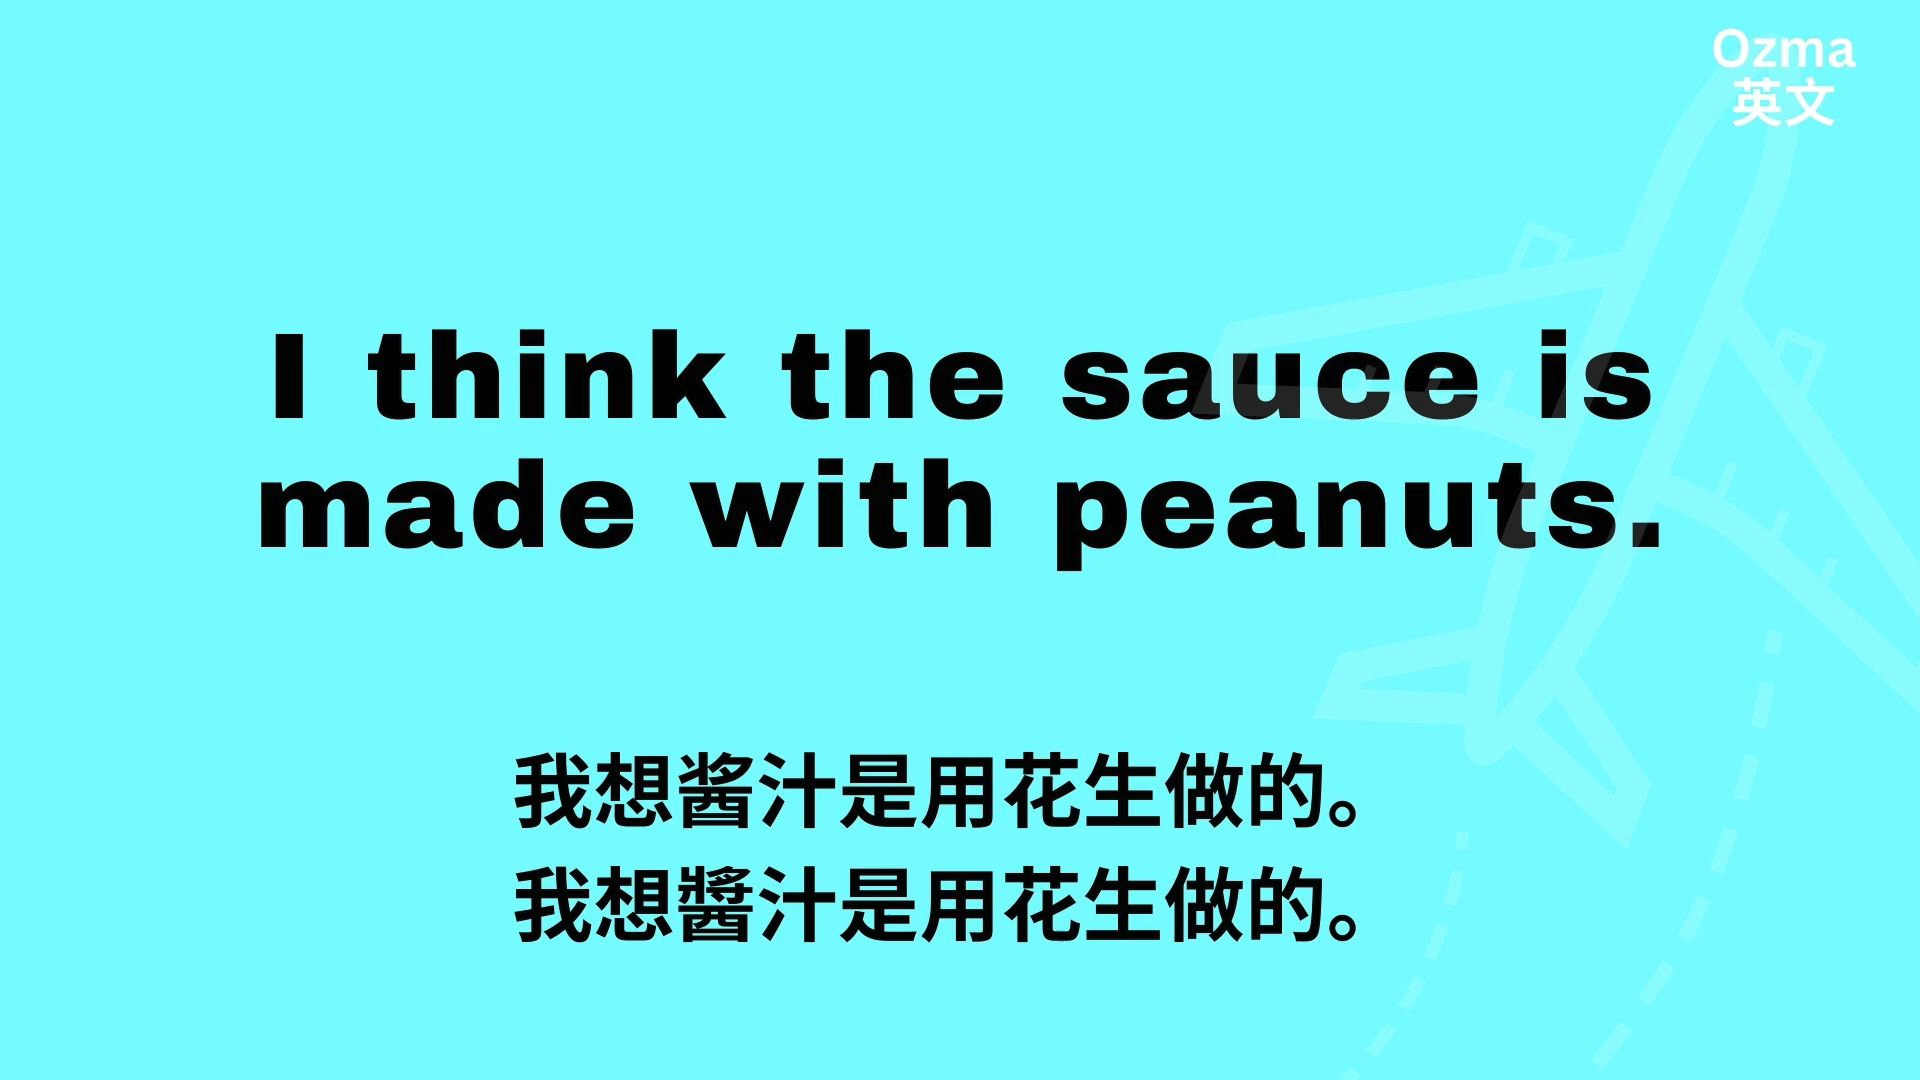 Ozma
英文
I think the sauce is
made with peanuts.
我想酱汁是用花生做的。
我想醬汁是用花生做的。